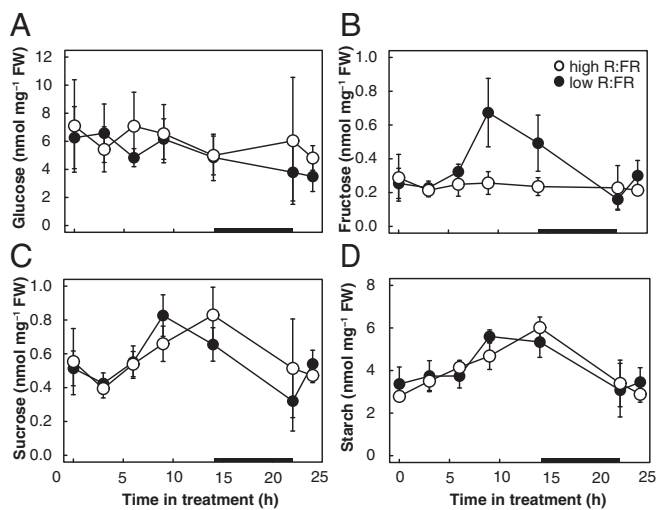 A
12
10
8
6
4
2
0
Glucose (nmol mg⁻¹ FW)
B
1.0
0.8
0.6
0.4
0.2
0.0
Fructose (nmol mg⁻¹ FW)
high R:FR
low R:FR
C
1.0
0.8
0.6
0.4
0.2
0.0
Sucrose (nmol mg⁻¹ FW)
0 5 10 15 20 25
Time in treatment (h)
D
8
6
4
2
0
Starch (nmol mg⁻¹ FW)
0 5 10 15 20 25
Time in treatment (h)